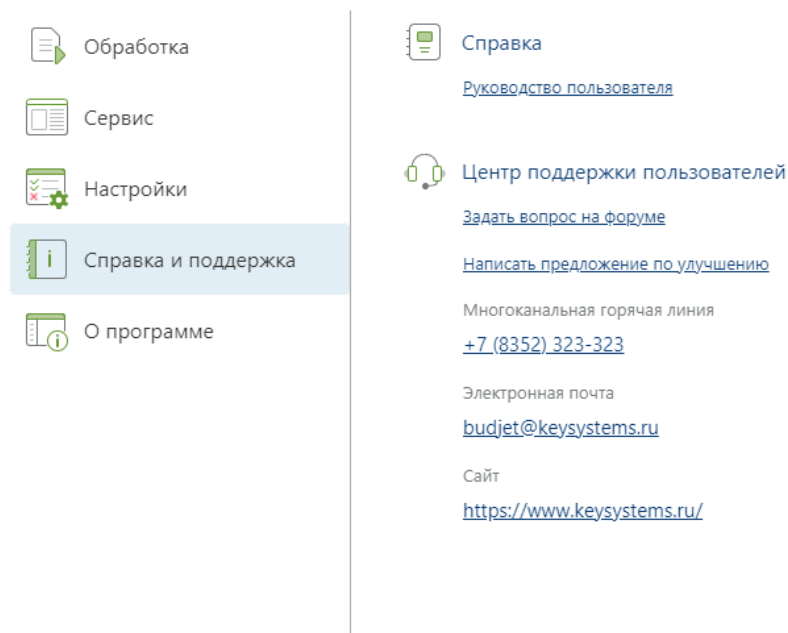 Обработка
Сервис
Настройки
Справка и поддержка
О программе
Справка
Руководство пользователя
Центр поддержки пользователей
Задать вопрос на форуме
Написать предложение по улучшению
Многоканальная горячая линия
+7 (8352) 323-323
Электронная почта
budjet@keysystems.ru
Сайт
https://www.keysystems.ru/